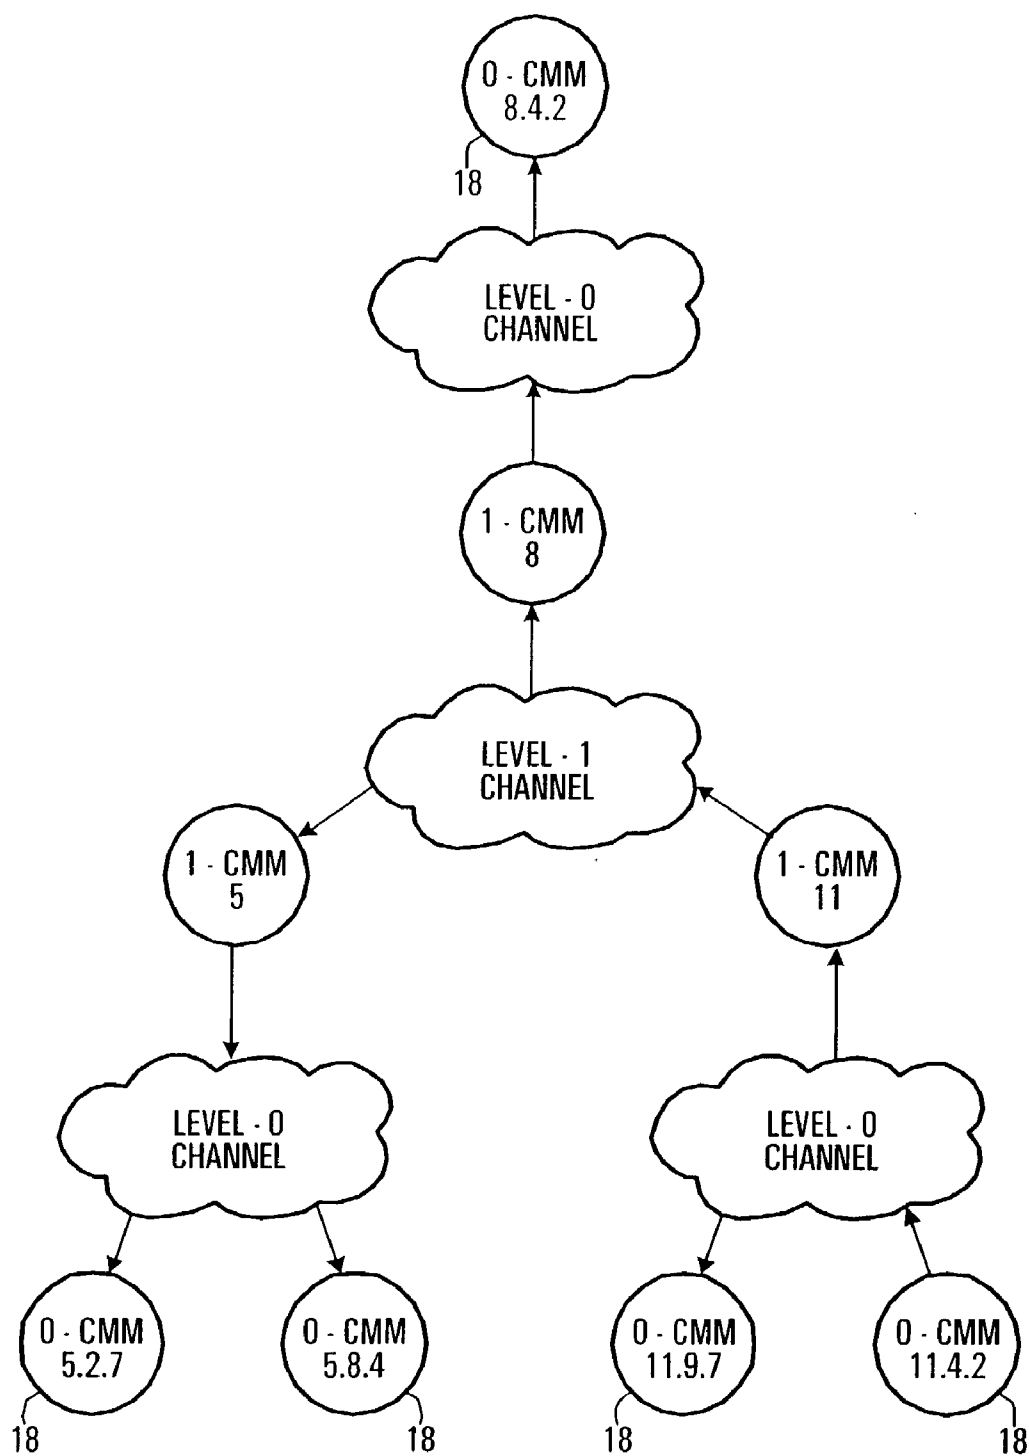 0 - CMM
8.4.2
18
LEVEL - 0
CHANNEL
1 - CMM
8
LEVEL - 1
CHANNEL
1 - CMM
5
1 - CMM
11
LEVEL - 0
CHANNEL
LEVEL - 0
CHANNEL
0 - CMM
5.2.7
0 - CMM
5.8.4
0 - CMM
11.9.7
0 - CMM
11.4.2
18
18
18
18